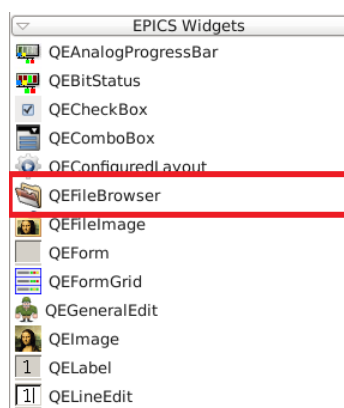 EPICS Widgets
QEAnalogProgressBar
QEBitStatus
QECheckBox
QEComboBox
QEConfiguredLayout
QEFileBrowser
QEFileImage
QEForm
QEFormGrid
QEGeneralEdit
QEImage
1 QELabel
1 QELineEdit